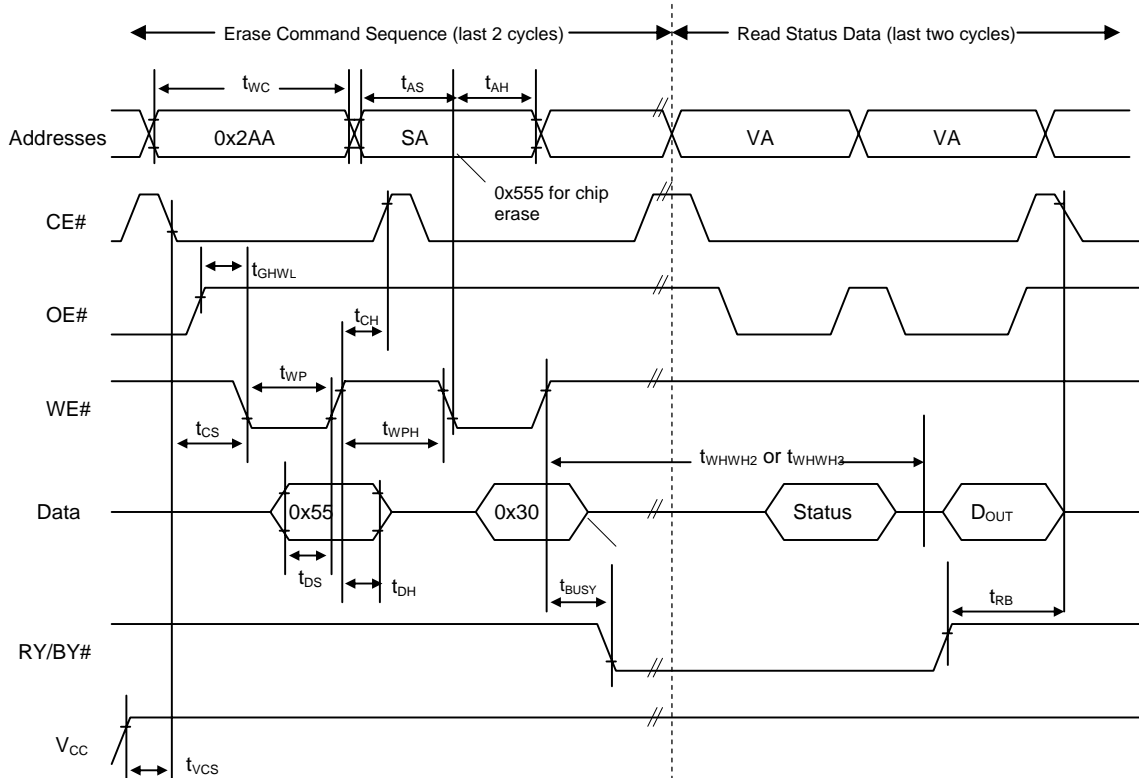 Erase Command Sequence (last 2 cycles) Read Status Data (last two cycles)
tWC tAS tAH
Addresses 0x2AA SA VA VA
0x555 for chip
erase
CE#
tGHWL
OE#
tCH
tWP
WE#
tCS tWPH
tWHWH2 or tWHWH3
Data 0x55 0x30 Status DOUT
tDS tDH tBUSY
tRB
RY/BY#
VCC
tVCS